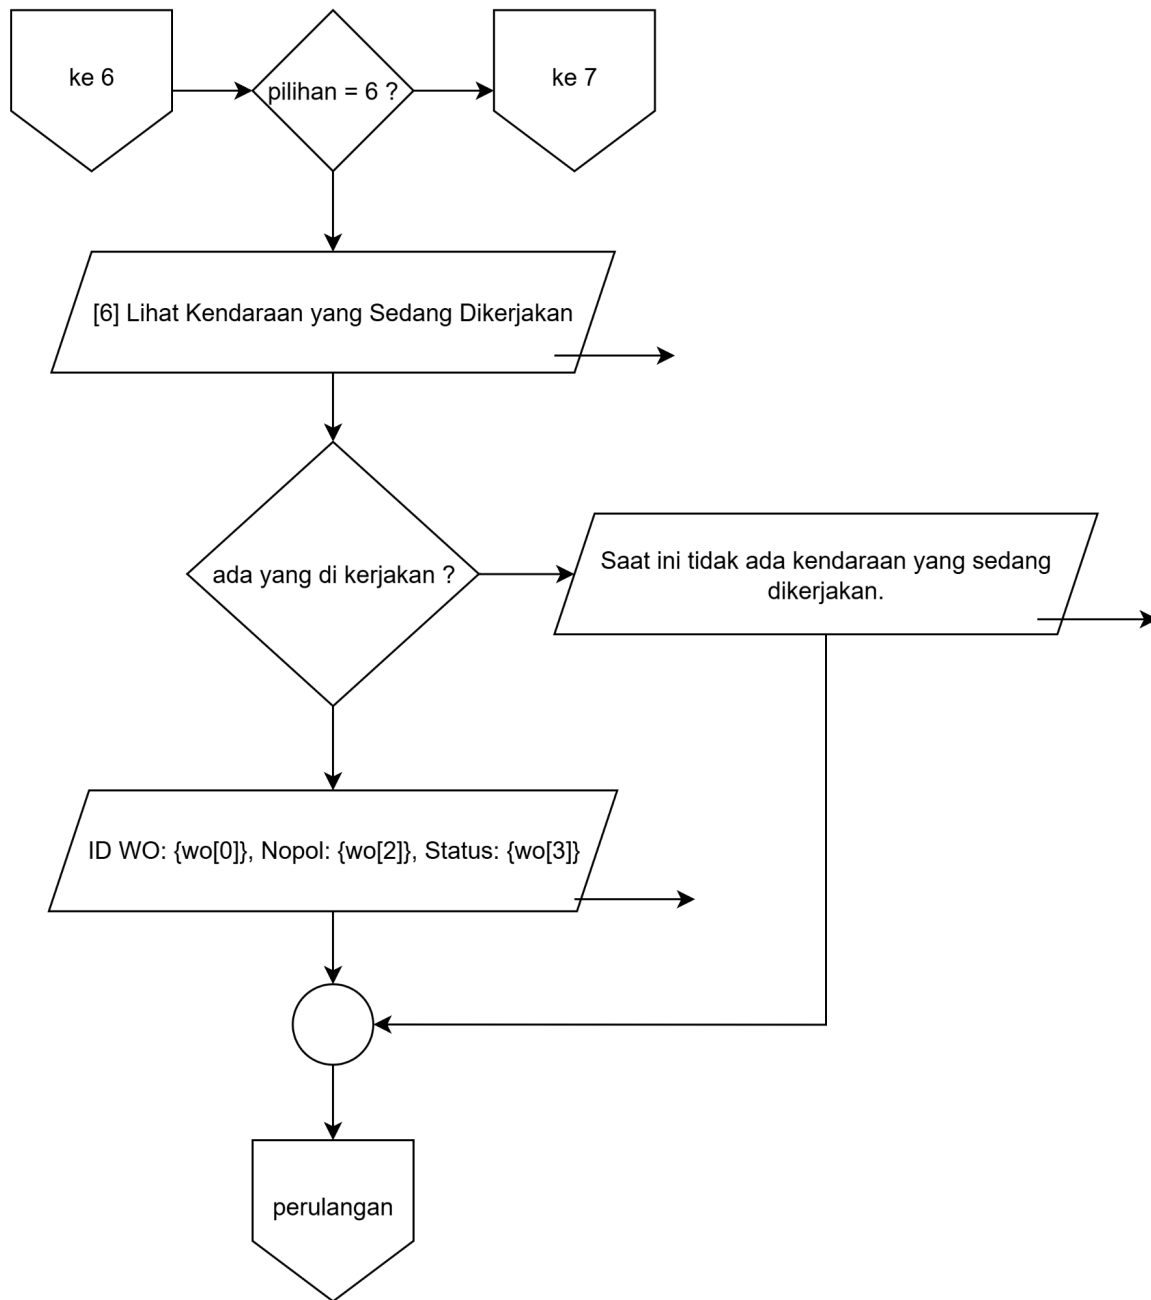 ke 6
pilihan = 6 ?
ke 7
[6] Lihat Kendaraan yang Sedang Dikerjakan
ada yang di kerjakan ?
Saat ini tidak ada kendaraan yang sedang
dikerjakan.
ID WO: {wo[0]}, Nopol: {wo[2]}, Status: {wo[3]}
perulangan